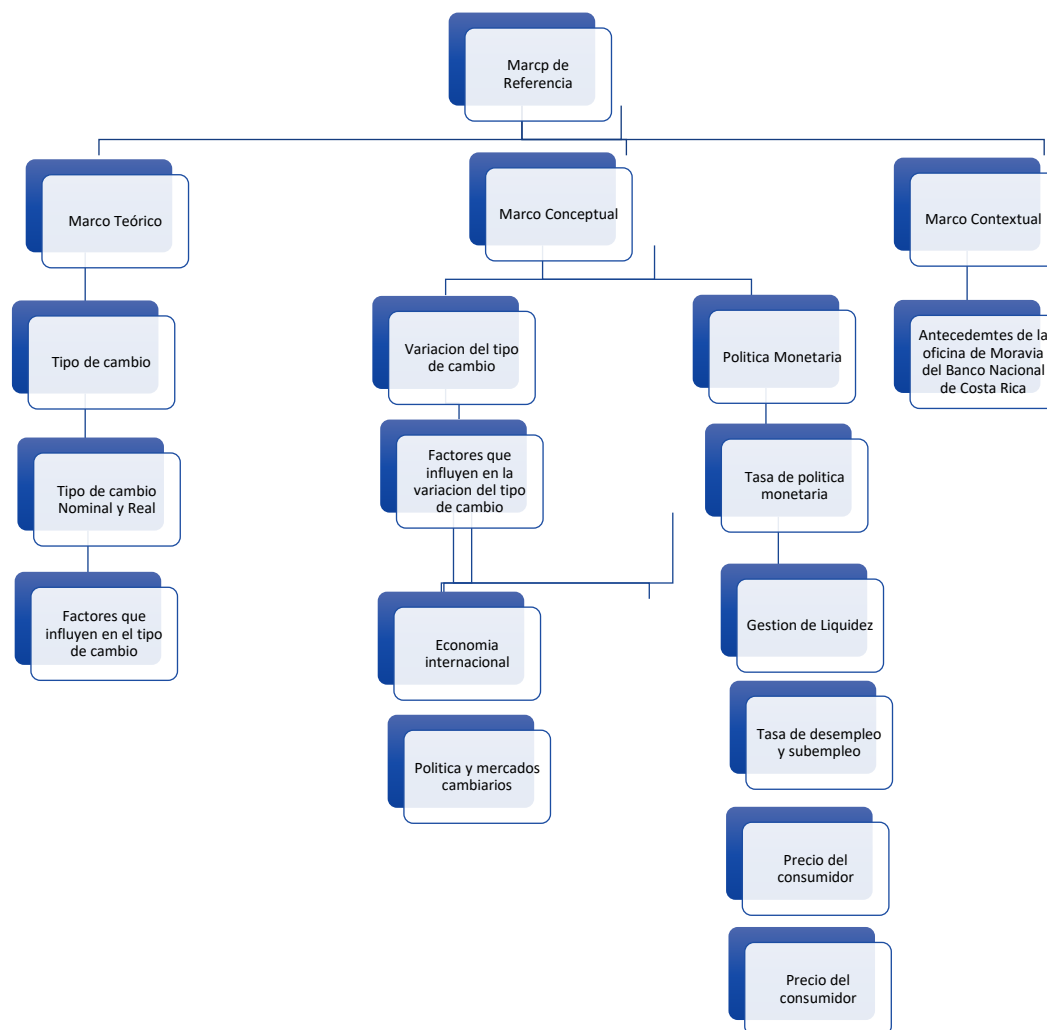 Marcp de
Referencia
Marco Teórico
Marco Conceptual
Marco Contextual
Tipo de cambio
Variacion del tipo
de cambio
Politica Monetaria
Antecedemtes de la
oficina de Moravia
del Banco Nacional
de Costa Rica
Tipo de cambio
Nominal y Real
Factores que
influyen en la
variacion del tipo
de cambio
Tasa de politica
monetaria
Factores que
influyen en el tipo
de cambio
Economia
internacional
Gestion de Liquidez
Politica y mercados
cambiarios
Tasa de desempleo
y subempleo
Precio del
consumidor
Precio del
consumidor